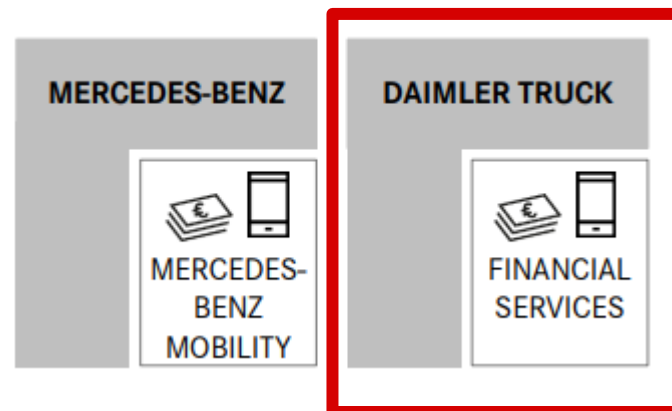 MERCEDES-BENZ
DAIMLER TRUCK
€
MERCEDES-
BENZ
MOBILITY
€
FINANCIAL
SERVICES